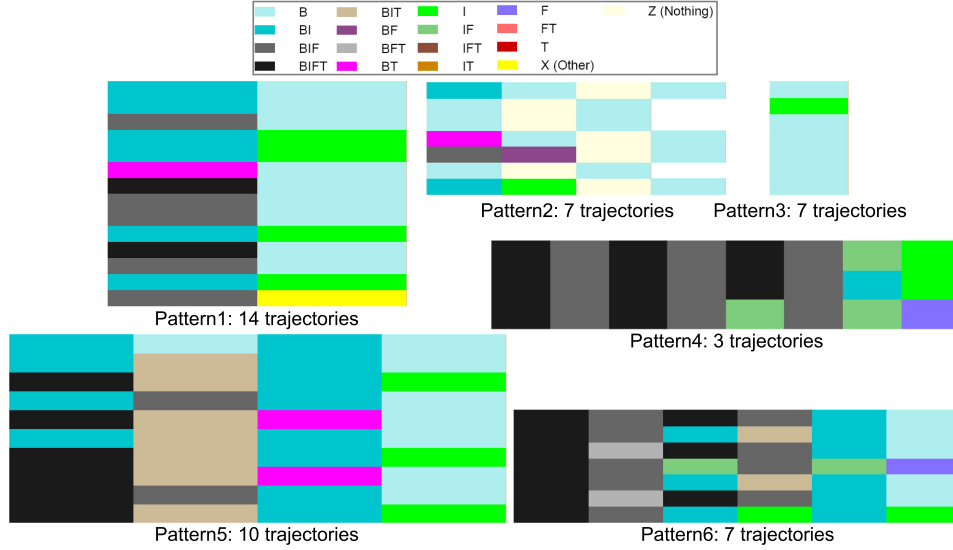 B BIT I F Z (Nothing)
BI BF IF FT
BIF BFT IFT T
BIFT BT IT X (Other)
Pattern2: 7 trajectories Pattern3: 7 trajectories
Pattern1: 14 trajectories
Pattern4: 3 trajectories
Pattern5: 10 trajectories
Pattern6: 7 trajectories